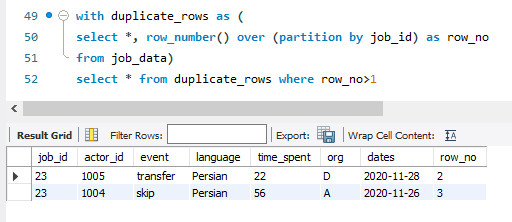 49 with duplicate_rows as (
50 select *, row_number() over (partition by job_id) as row_no
51 from job_data)
52 select * from duplicate_rows where row_no>1
Result Grid Filter Rows: Export: Wrap Cell Content:
job_id actor_id event language time_spent org dates row_no
23 1005 transfer Persian 22 D 2020-11-28 2
23 1004 skip Persian 56 A 2020-11-26 3